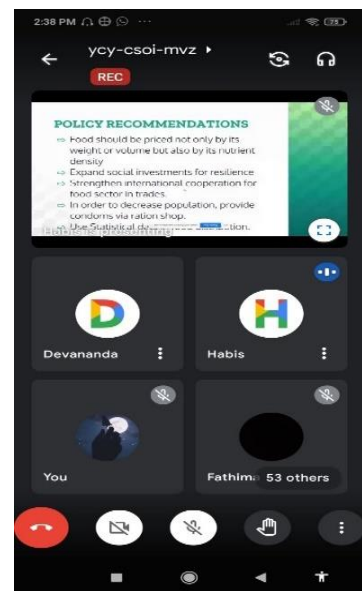 2:38 PM
75
ycy-csoi-mvz
REC
POLICY RECOMMENDATIONS
Food should be priced not only by its
weight or volume but also by its nutrient
density
Expand social investments for resilience
Strengthen international cooperation for
food sector in trades.
In order to decrease population, provide
condoms via ration shop.
Use Statistical
Habis is presenting
D
H
Devananda
Habis
You
Fathim
53 others